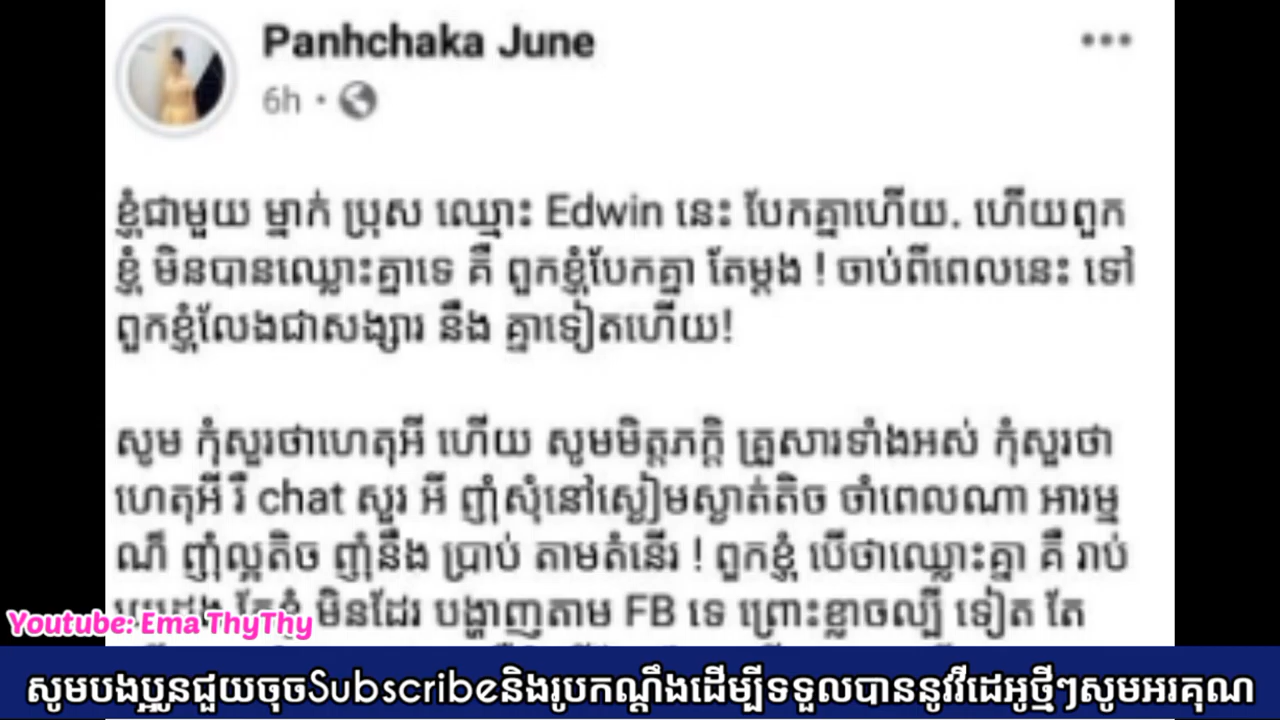 Panhchaka June
6h
ខ្ញុំជាមួយ ម្នាក់ ប្រុស ឈ្មោះ Edwin នេះ បែកគ្នាហើយ. ហើយពួក
ខ្ញុំ មិនបានឈ្លោះគ្នាទេ គឺ ពួកខ្ញុំបែកគ្នា តែម្តង ! ចាប់ពីពេលនេះ ទៅ
ពួកខ្ញុំលែងជាសង្សារ នឹង គ្នាទៀតហើយ!
សូម កុំសួរថាហេតុអី ហើយ សូមមិត្តភក្តិ គ្រួសារទាំងអស់ កុំសួរថា
ហេតុអី រឺ chat សួរ អី ញ៉ុំសុំនៅស្ងៀមស្ងាត់តិច ចាំពេលណា អារម្ម
ណ៏ ញ៉ុំល្អតិច ញ៉ុំនឹង ប្រាប់ តាមតំនើរ ! ពួកខ្ញុំ បើថាឈ្លោះគ្នា គឺ រាប់
មិនដែរ បង្ហាញតាម FB ទេ ព្រោះខ្លាចល្បី ទៀត តែ
Youtube: Ema ThyThy
សូមបងប្អូនជួយចុចSubscribeនិងរូបកណ្ដឹងដើម្បីទទួលបាននូវវីដេអូថ្មីៗសូមអរគុណ